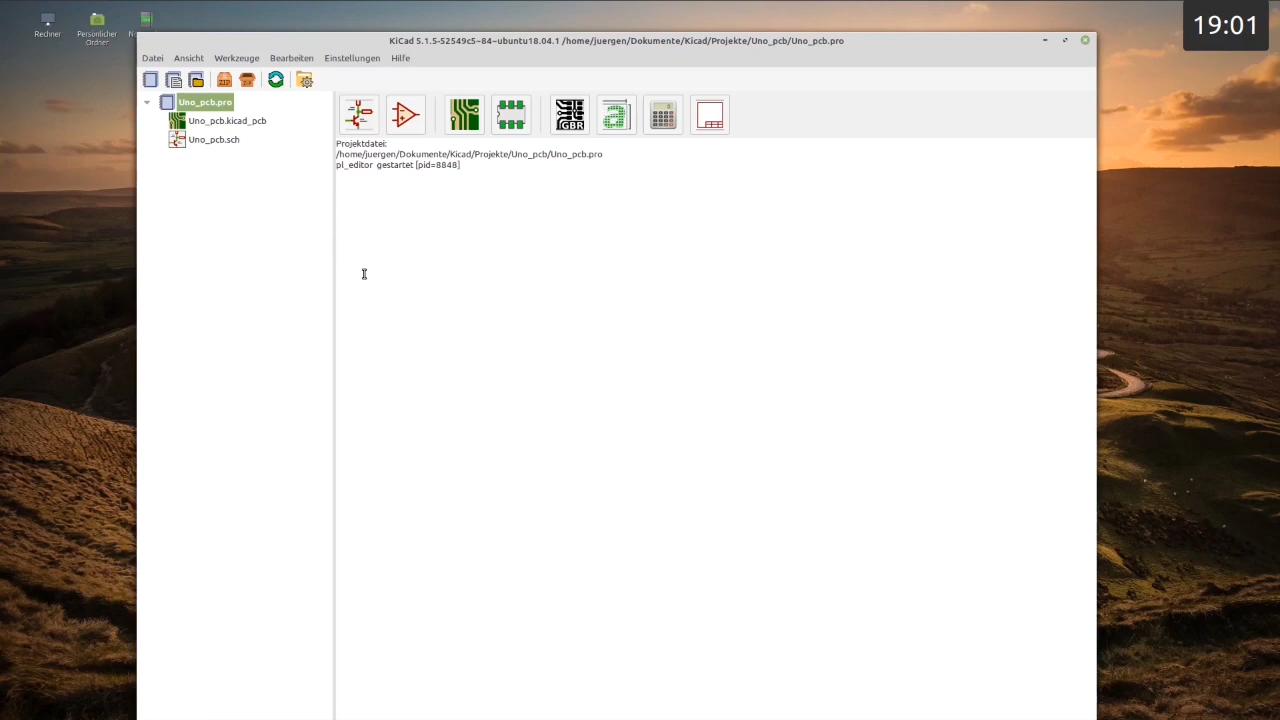 19:01
Rechner
Persönlicher
Ordner
KiCad 5.1.5-52549c5~84~ubuntu18.04.1 /home/juergen/Dokumente/Kicad/Projekte/Uno_pcb/Uno_pcb.pro
Datei Ansicht Werkzeuge Bearbeiten Einstellungen Hilfe
ZIP
GBR
a
Uno_pcb.pro
Uno_pcb.kicad_pcb
Uno_pcb.sch
Projektdatei:
/home/juergen/Dokumente/Kicad/Projekte/Uno_pcb/Uno_pcb.pro
pl_editor gestartet [pid=8848]